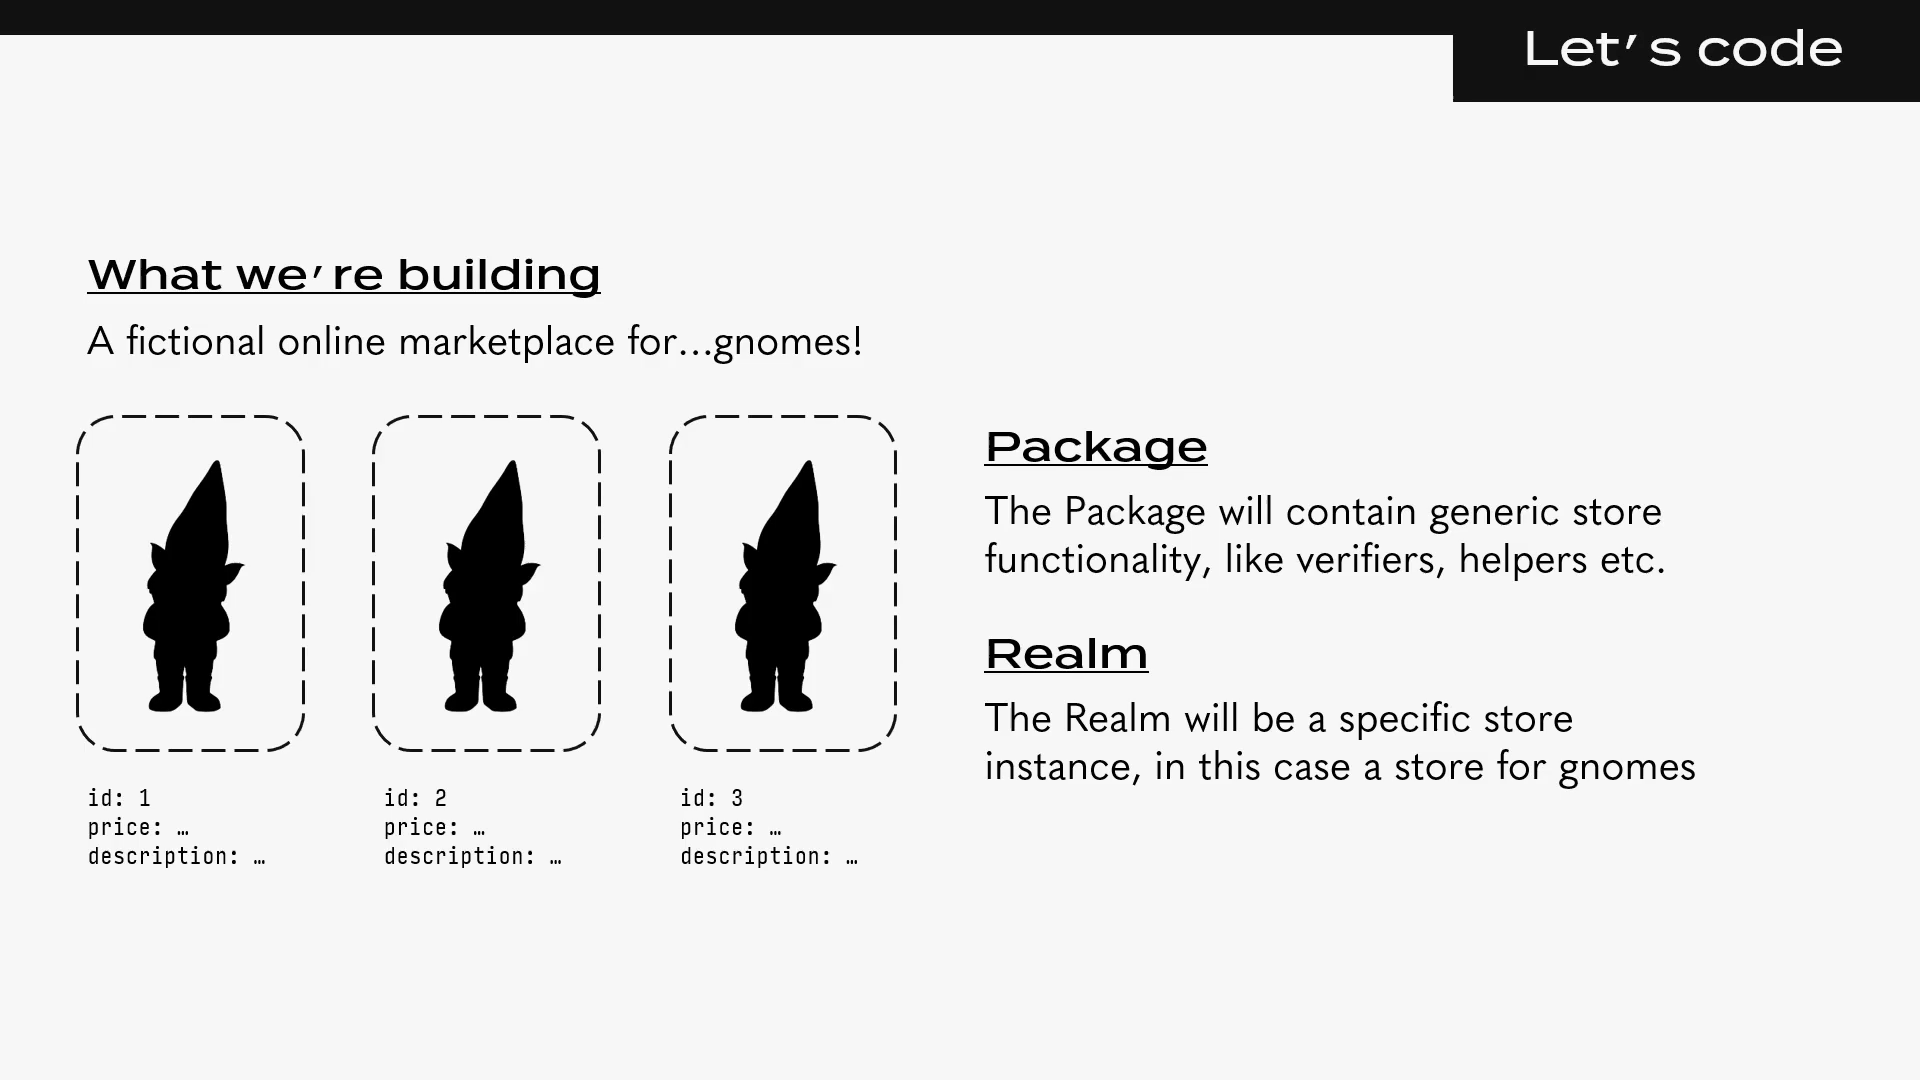 Let’s code
What we’re building
A fictional online marketplace for...gnomes!
id: 1
price: …
description: …
id: 2
price: …
description: …
id: 3
price: …
description: …
Package
The Package will contain generic store
functionality, like verifiers, helpers etc.
Realm
The Realm will be a specific store
instance, in this case a store for gnomes